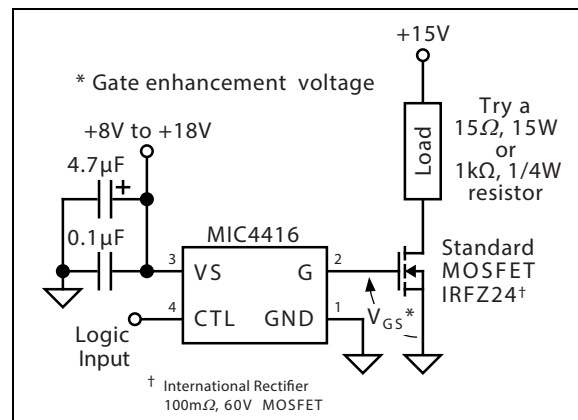 +15V
* Gate enhancement voltage
+8V to +18V
Try a
15Ω, 15W
or
1kΩ, 1/4W
resistor
Load
4.7µF
+
0.1µF
MIC4416
3
VS
G
2
4
CTL
GND
1
Logic
Input
VGS*
Standard
MOSFET
IRFZ24†
† International Rectifier
100mΩ, 60V MOSFET